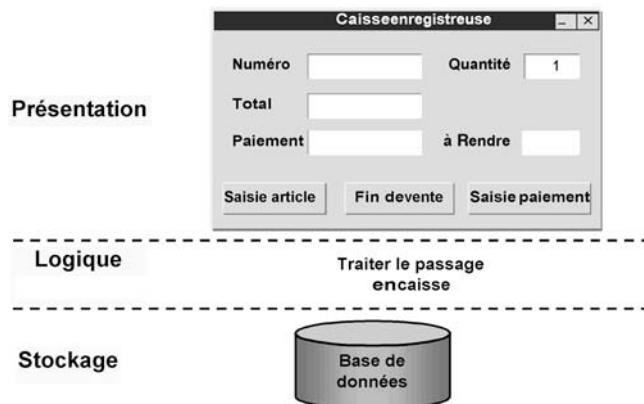 Caisseenregistreuse
Numéro
Quantité
1
Total
Présentation
Paiement
à Rendre
Saisie article
Fin devente
Saisie paiement
Logique
Traiter le passage
encaisse
Stockage
Base de
données